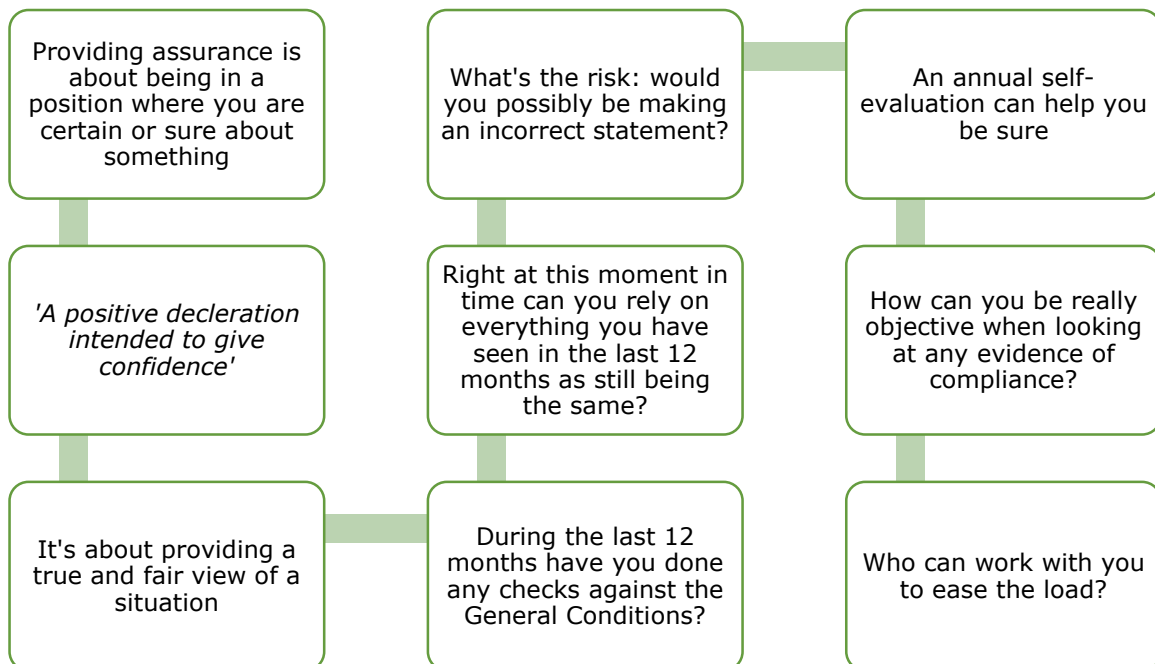 Providing assurance is
about being in a
position where you are
certain or sure about
something
'A positive decleration
intended to give
confidence'
It's about providing a
true and fair view of a
situation
During the last 12
months have you done
any checks against the
General Conditions?
Right at this moment in
time can you rely on
everything you have
seen in the last 12
months as still being
the same?
What's the risk: would
you possibly be making
an incorrect statement?
An annual self-
evaluation can help you
be sure
How can you be really
objective when looking
at any evidence of
compliance?
Who can work with you
to ease the load?